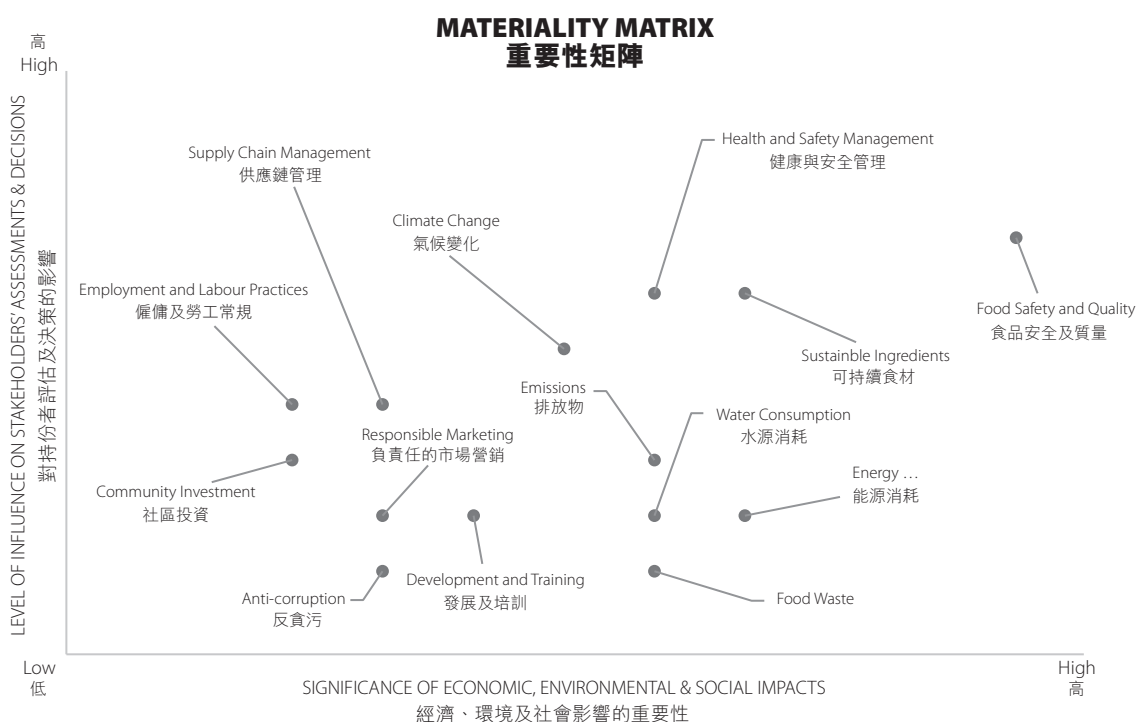 MATERIALITY MATRIX
重要性矩陣
高
High
LEVEL OF INFLUENCE ON STAKEHOLDERS' ASSESSMENTS & DECISIONS
對持份者評估及決策的影響
Health and Safety Management
健康與安全管理
Supply Chain Management
供應鏈管理
Climate Change
氣候變化
Employment and Labour Practices
僱傭及勞工常規
Food Safety and Quality
食品安全及質量
Sustainble Ingredients
可持續食材
Emissions
排放物
Water Consumption
水源消耗
Responsible Marketing
負責任的市場營銷
Energy …
能源消耗
Community Investment
社區投資
Development and Training
發展及培訓
Anti-corruption
反貪污
Food Waste
Low
低
High
高
SIGNIFICANCE OF ECONOMIC, ENVIRONMENTAL & SOCIAL IMPACTS
經濟、環境及社會影響的重要性